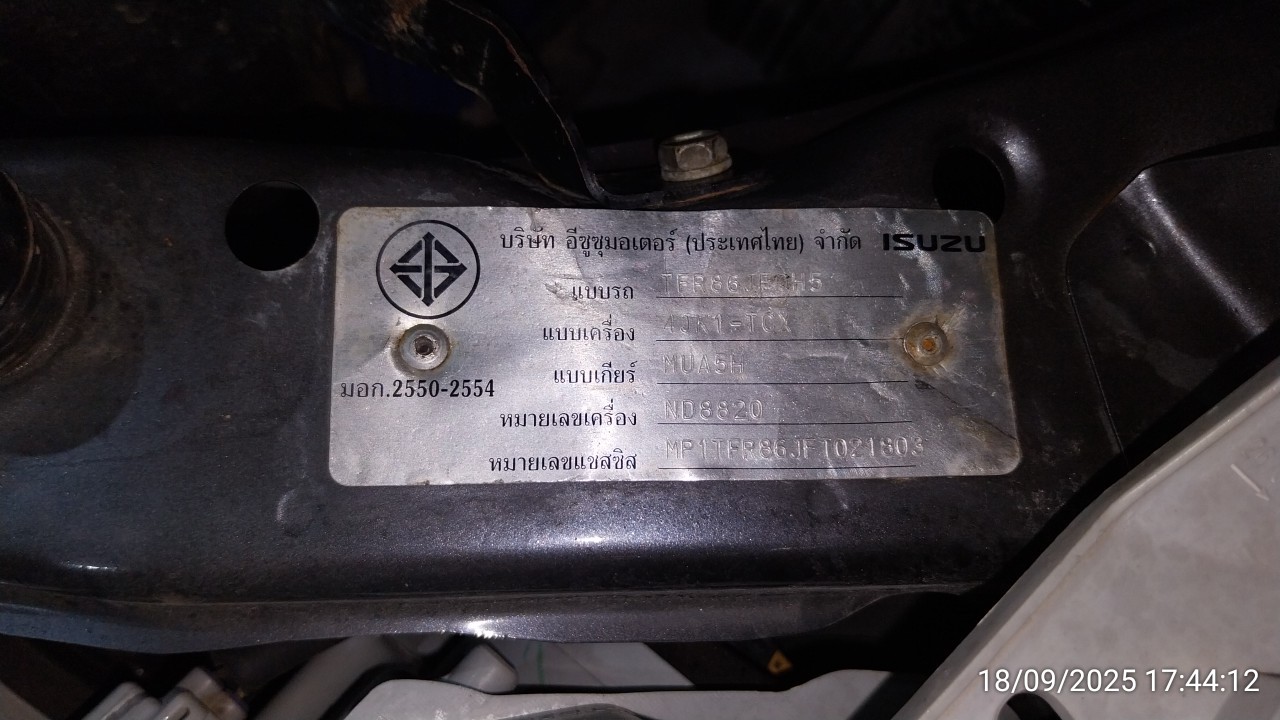 บริษัท อีซูซุมอเตอร์ (ประเทศไทย) จำกัด ISUZU
แบบรถ
แบบเครื่อง 4JK1-TCX
แบบเกียร์ MUA5H
มอก.2550-2554
หมายเลขเครื่อง ND8820
หมายเลขแชสซิส MP1TFR86JFT021803
18/09/2025 17:44:12